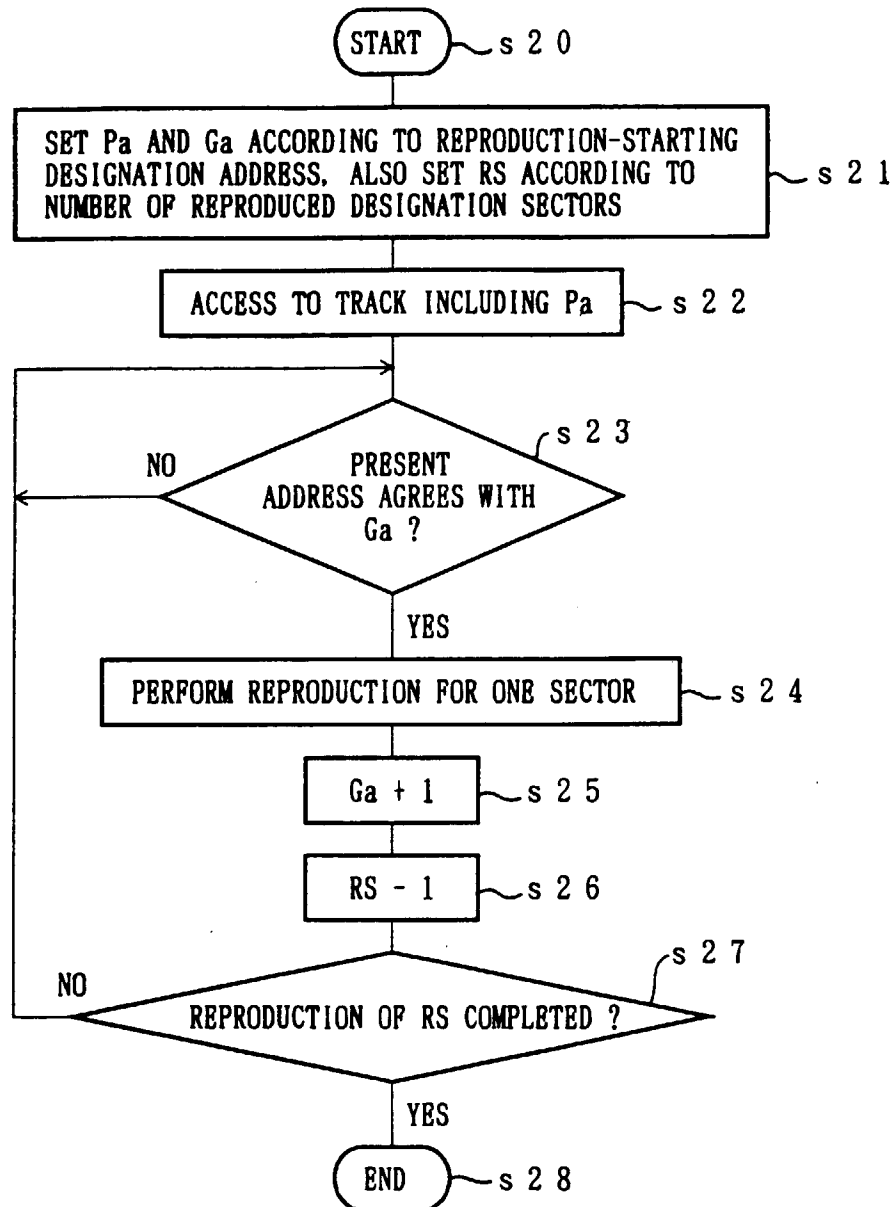 START
s 2 0
SET Pa AND Ga ACCORDING TO REPRODUCTION-STARTING
DESIGNATION ADDRESS. ALSO SET RS ACCORDING TO
NUMBER OF REPRODUCED DESIGNATION SECTORS
s 2 1
ACCESS TO TRACK INCLUDING Pa
s 2 2
s 2 3
NO
PRESENT
ADDRESS AGREES WITH
Ga ?
YES
PERFORM REPRODUCTION FOR ONE SECTOR
s 2 4
Ga + 1
s 2 5
RS - 1
s 2 6
s 2 7
NO
REPRODUCTION OF RS COMPLETED ?
YES
END
s 2 8